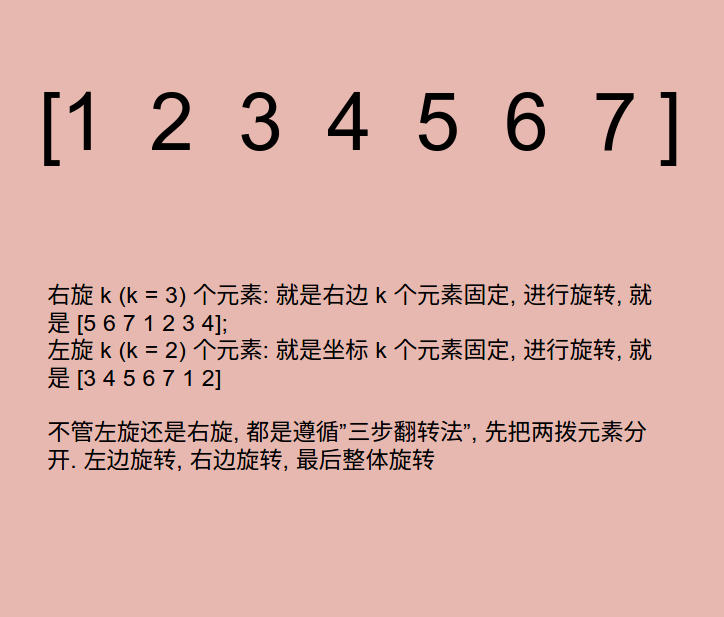 [1 2 3 4 5 6 7 ]
右旋 k (k = 3) 个元素: 就是右边 k 个元素固定, 进行旋转, 就
是 [5 6 7 1 2 3 4];
左旋 k (k = 2) 个元素: 就是坐标 k 个元素固定, 进行旋转, 就
是 [3 4 5 6 7 1 2]
不管左旋还是右旋, 都是遵循”三步翻转法”, 先把两拨元素分
开. 左边旋转, 右边旋转, 最后整体旋转